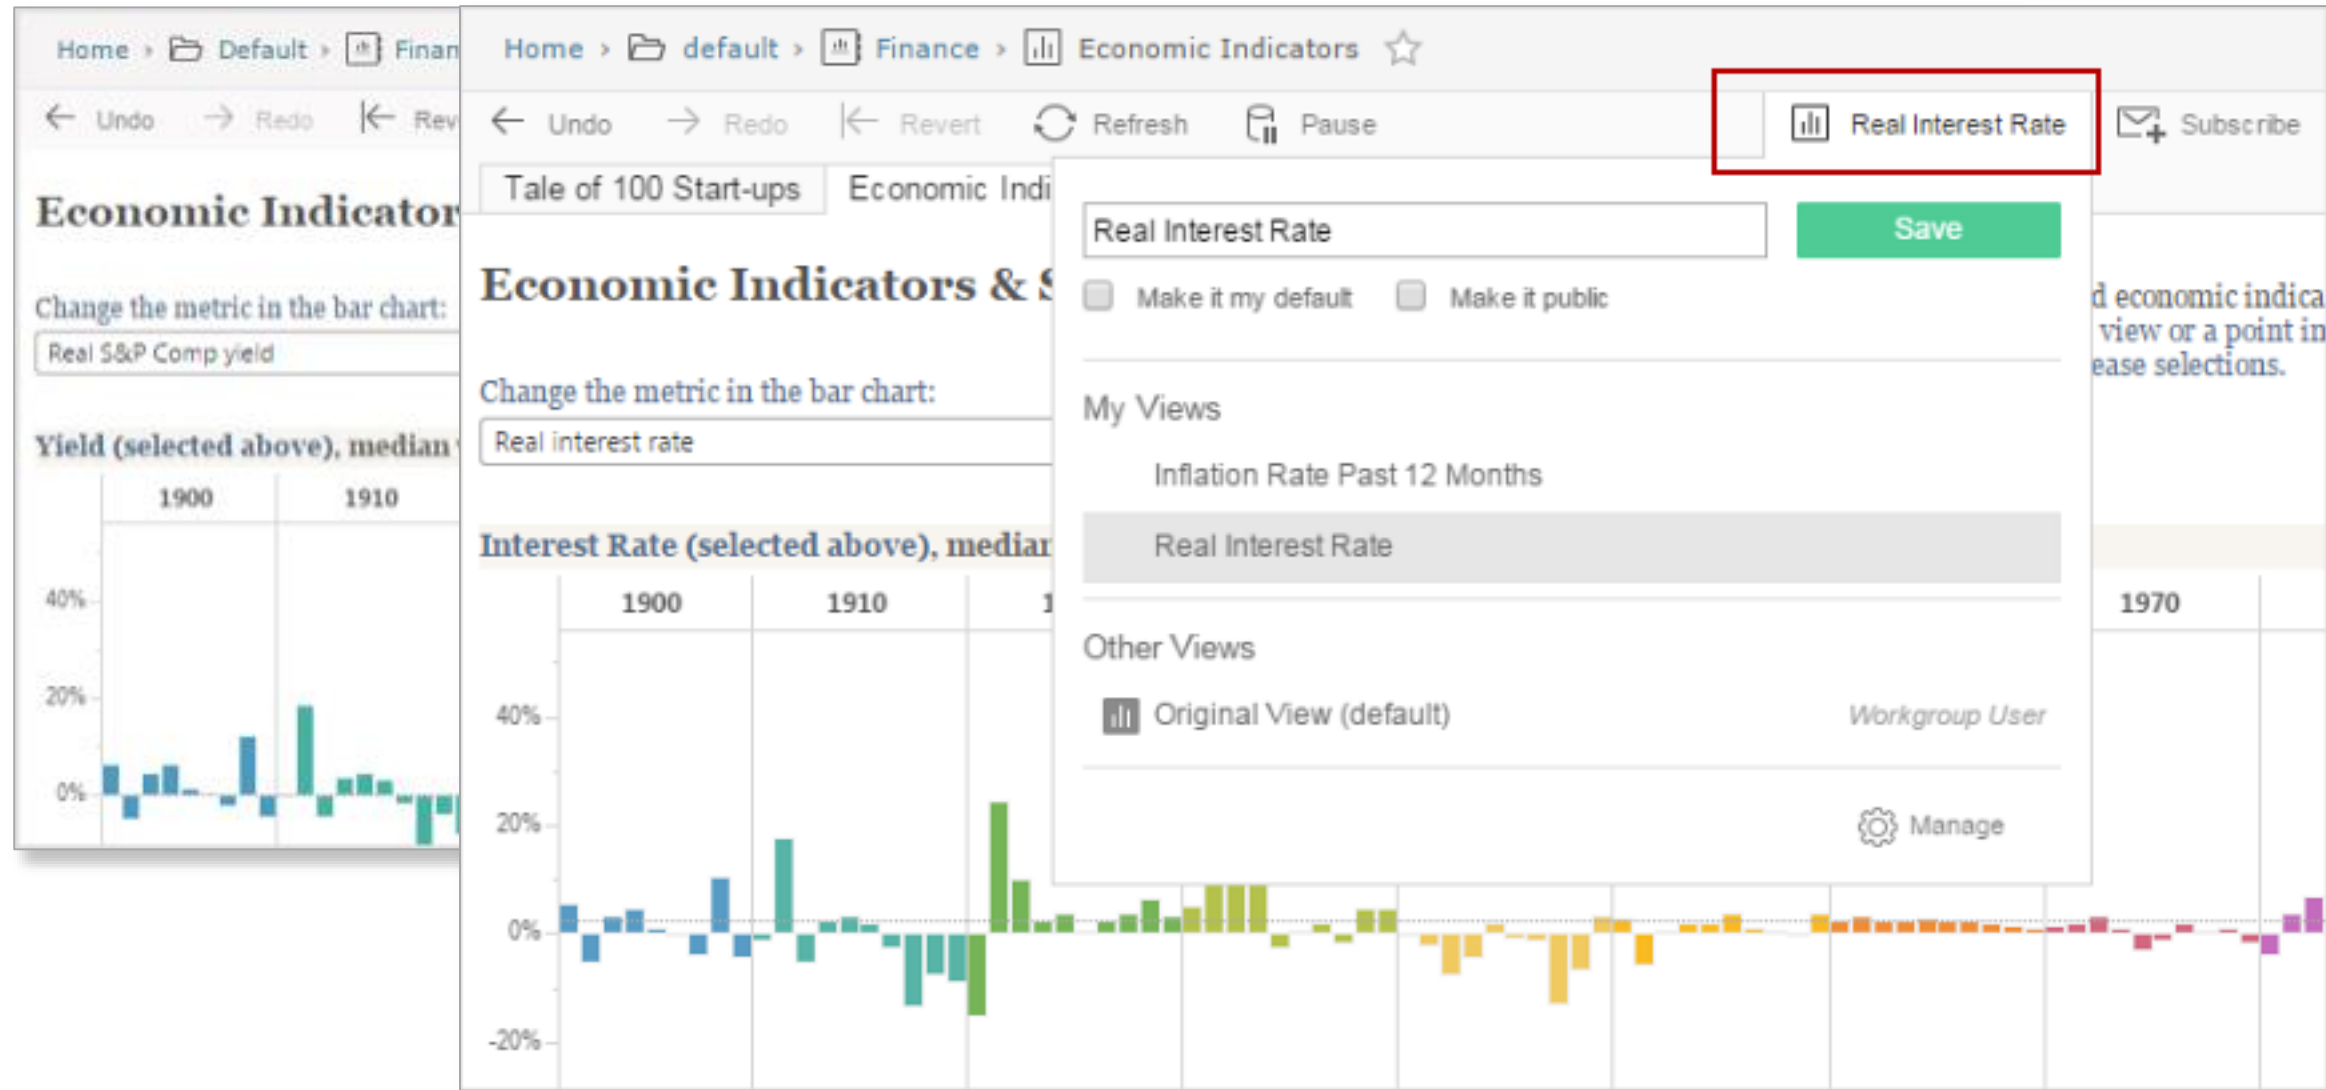 Home › Default › Finan
← Undo → Redo Rev
Economic Indicator
Change the metric in the bar chart:
Real S&P Comp yield
Yield (selected above), median
1900 1910
40%
20%
0%
Home › default › Finance › Economic Indicators
Undo Redo Revert Refresh Pause Real Interest Rate Subscribe
Tale of 100 Start-ups Economic Indi
Economic Indicators & S
Change the metric in the bar chart:
Real interest rate
Interest Rate (selected above), median
1900 1910 1 1970
40%
20%
0%
-20%
Real Interest Rate Save
Make it my default Make it public
My Views
Inflation Rate Past 12 Months
Real Interest Rate
Other Views
Original View (default) Workgroup User
Manage
d economic indica
view or a point in
ease selections.